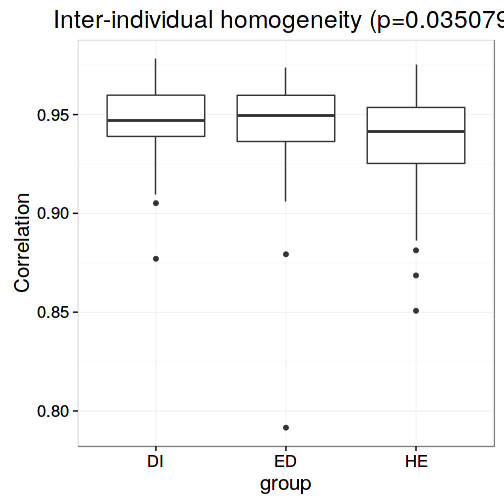 Inter-individual homogeneity (p=0.035079
Correlation
0.95
0.90
0.85
0.80
DI
ED
HE
group